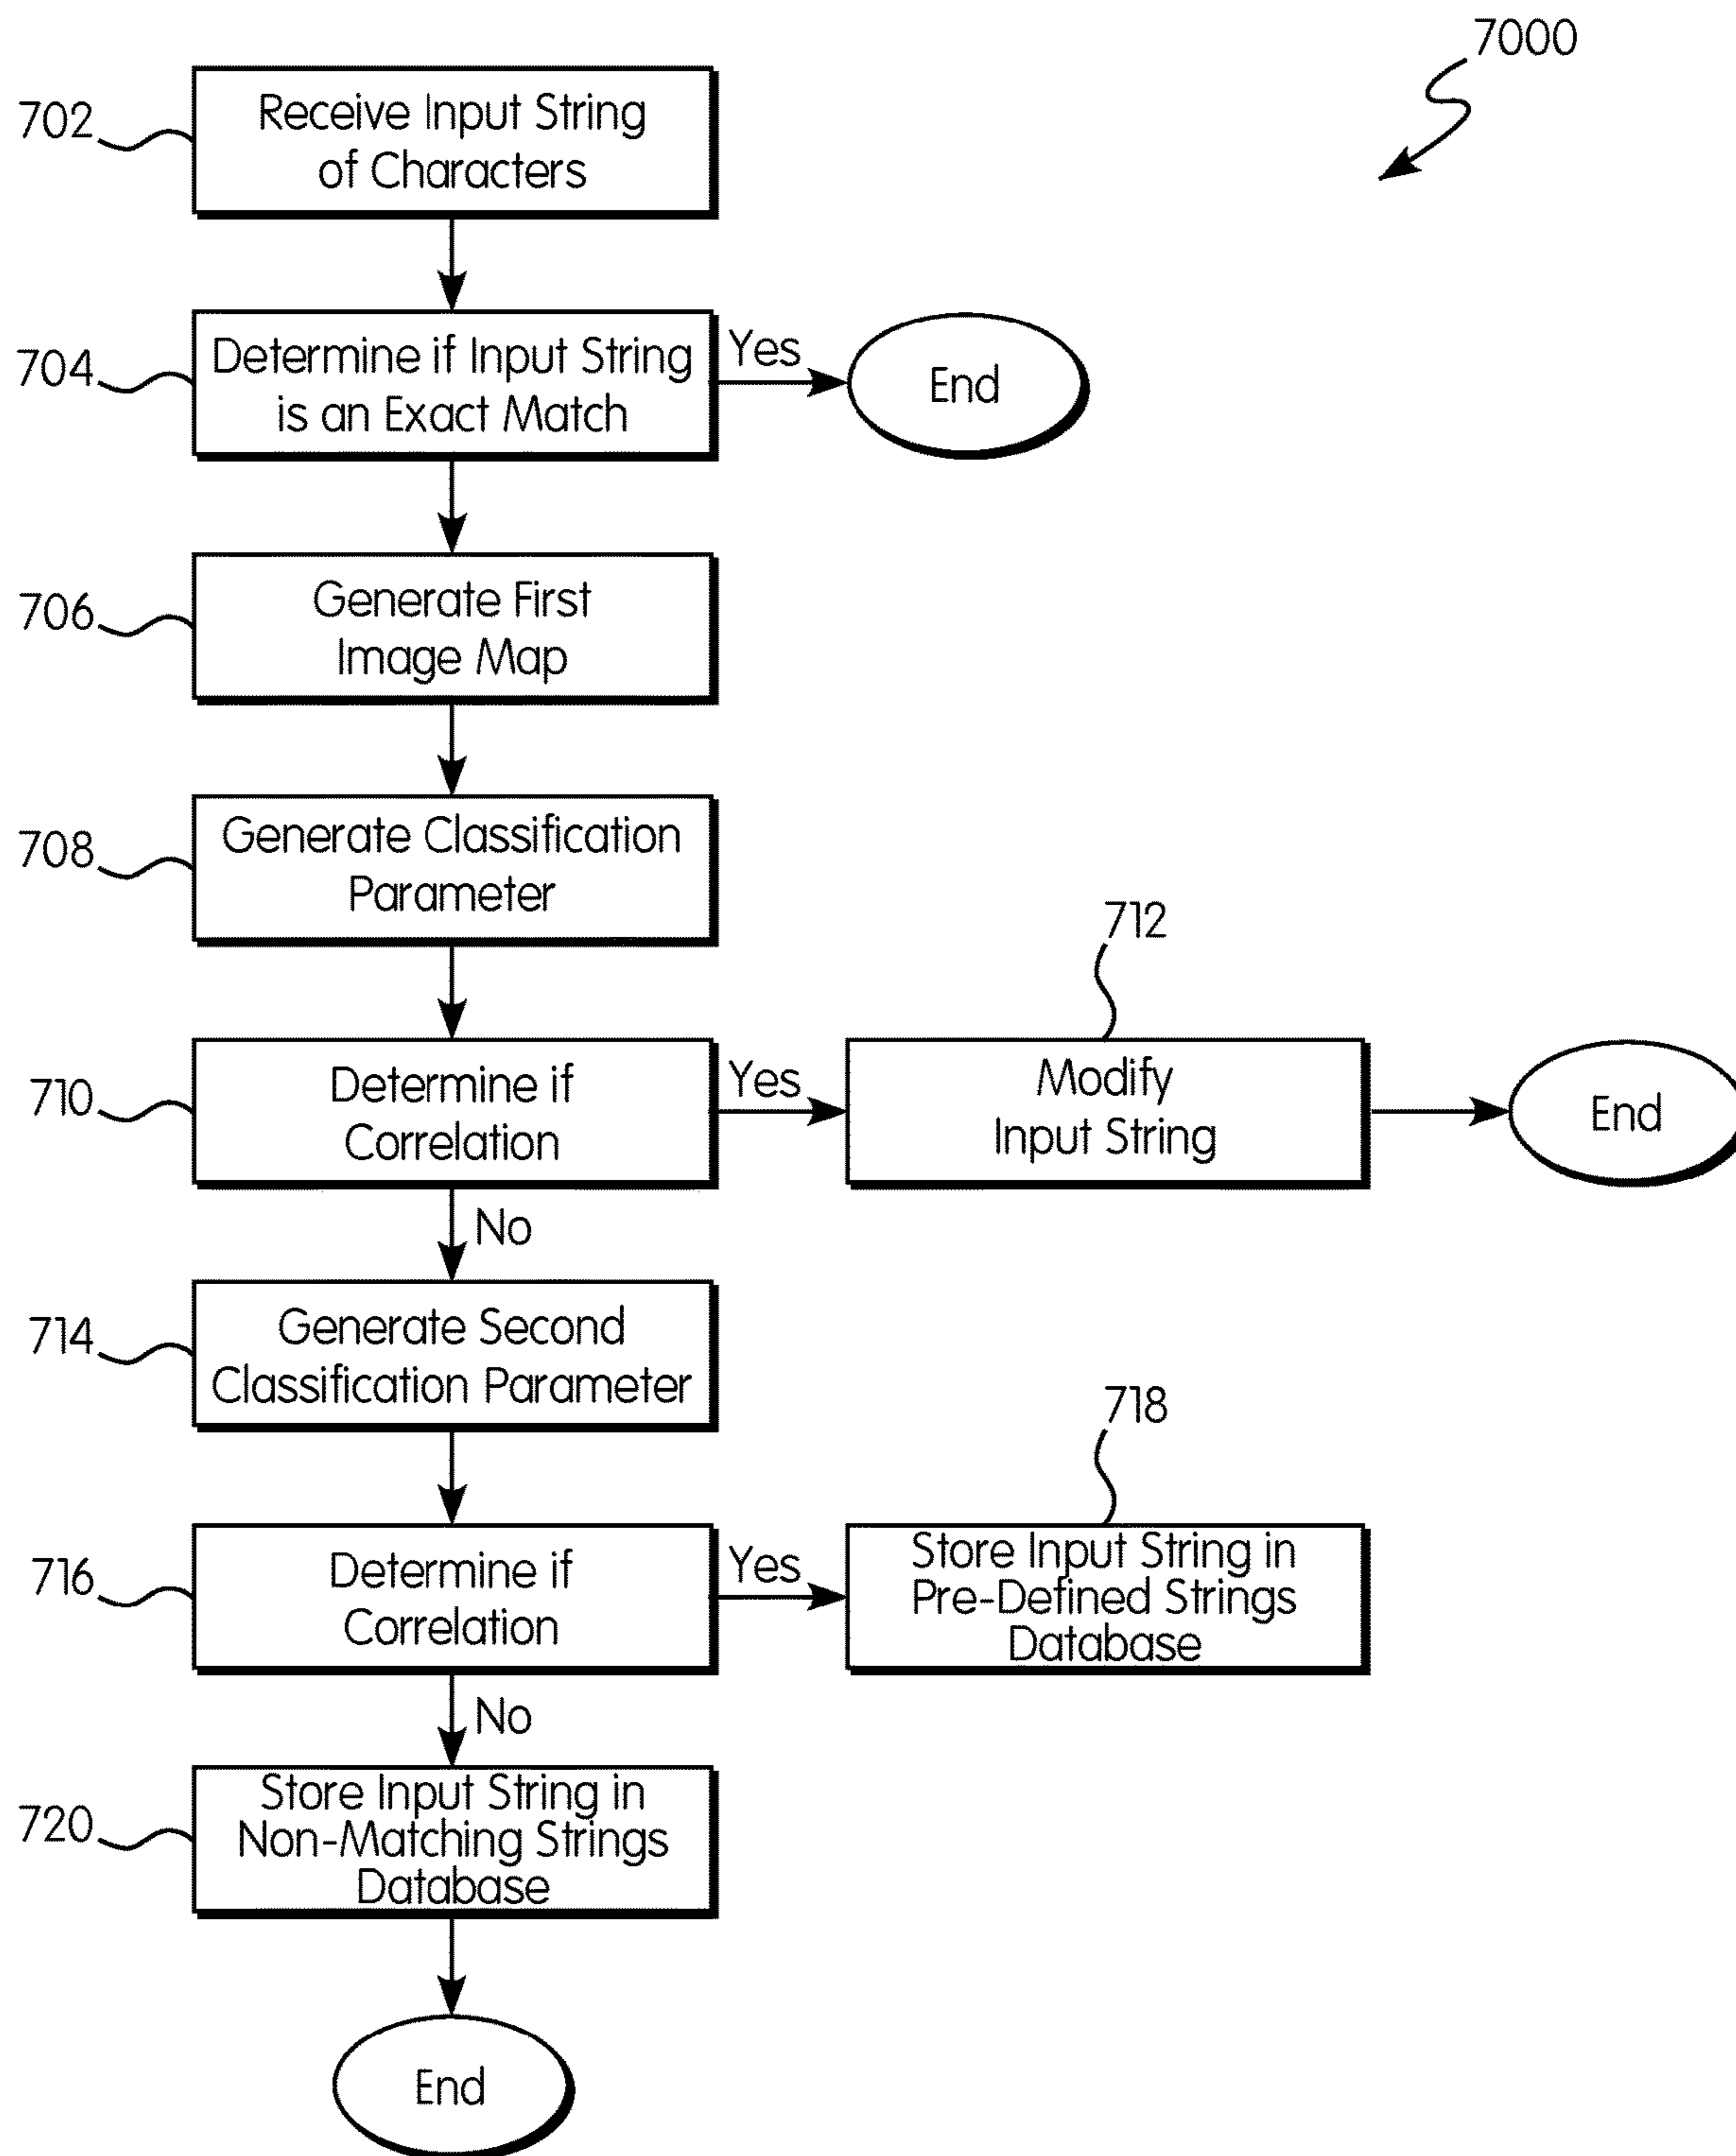 7000
702
Receive Input String
of Characters
704
Determine if Input String
is an Exact Match
Yes
End
706
Generate First
Image Map
708
Generate Classification
Parameter
710
Determine if
Correlation
Yes
712
Modify
Input String
End
No
714
Generate Second
Classification Parameter
716
Determine if
Correlation
Yes
718
Store Input String in
Pre-Defined Strings
Database
No
720
Store Input String in
Non-Matching Strings
Database
End